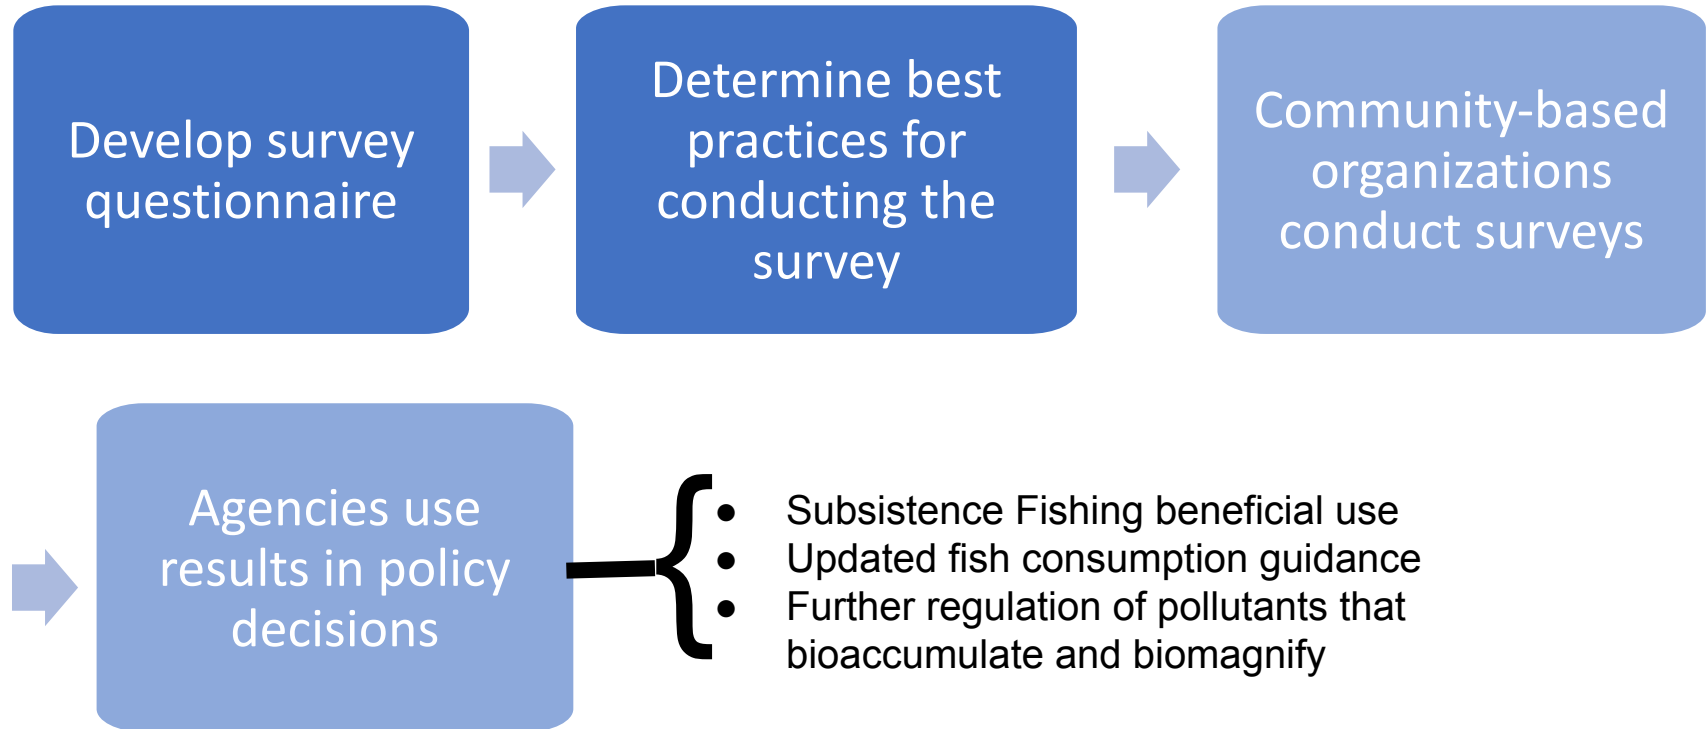 Develop survey
questionnaire
Determine best
practices for
conducting the
survey
Community-based
organizations
conduct surveys
Agencies use
results in policy
decisions
• Subsistence Fishing beneficial use
• Updated fish consumption guidance
• Further regulation of pollutants that
bioaccumulate and biomagnify